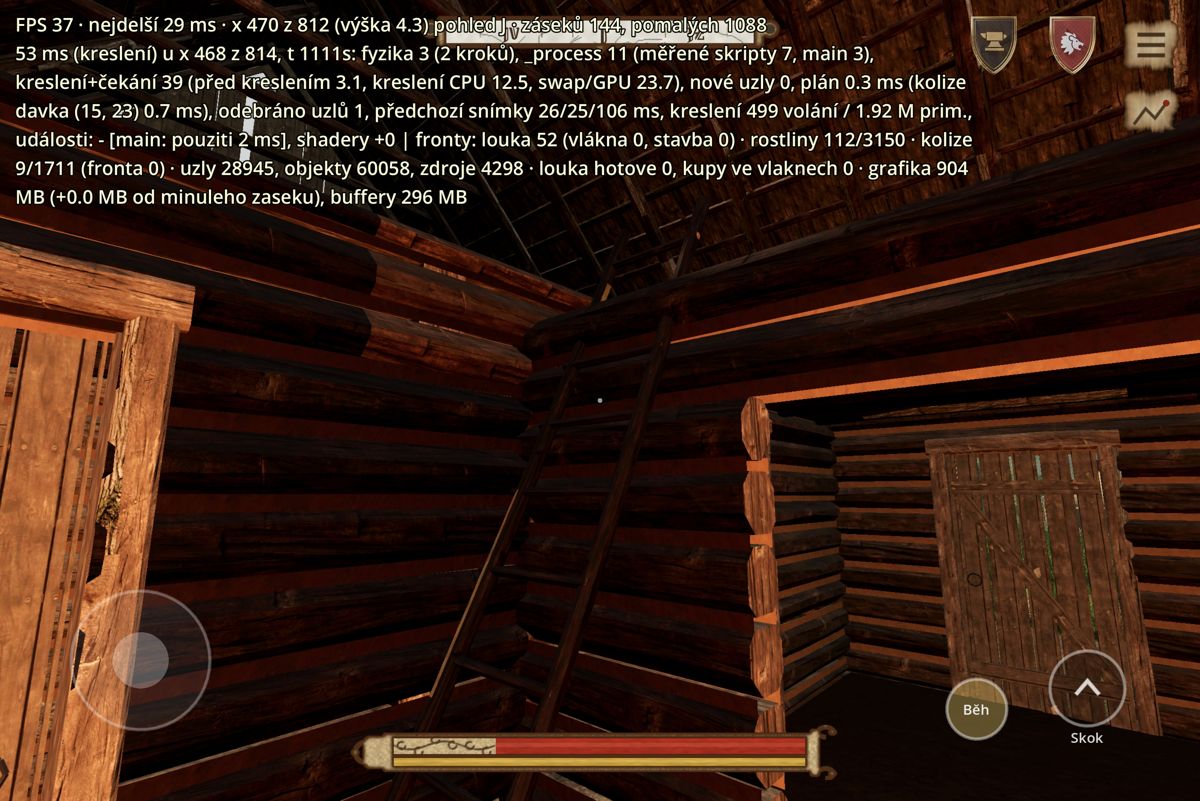 FPS 37 · nejdelší 29 ms · x 470 z 812 (výška 4.3) pohled J · záseků 144, pomalých 1088
53 ms (kreslení) u x 468 z 814, t 1111s: fyzika 3 (2 kroků), _process 11 (měřené skripty 7, main 3),
kreslení+čekání 39 (před kreslením 3.1, kreslení CPU 12.5, swap/GPU 23.7), nové uzly 0, plán 0.3 ms (kolize
davka (15, 23) 0.7 ms), odebráno uzlů 1, předchozí snímky 26/25/106 ms, kreslení 499 volání / 1.92 M prim.,
události: - [main: pouziti 2 ms], shadery +0 | fronty: louka 52 (vlákna 0, stavba 0) · rostliny 112/3150 · kolize
9/1711 (fronta 0) · uzly 28945, objekty 60058, zdroje 4298 · louka hotove 0, kupy ve vlaknech 0 · grafika 904
MB (+0.0 MB od minuleho zaseku), buffery 296 MB
Běh
Skok